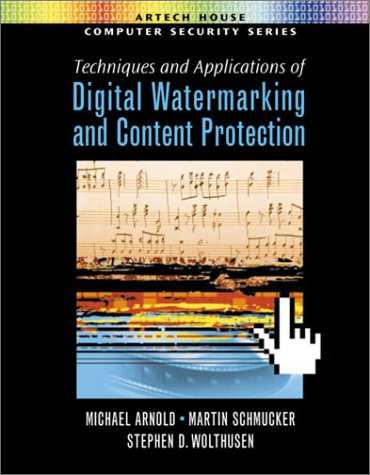 ARTECH HOUSE
COMPUTER SECURITY SERIES
Techniques and Applications of
Digital Watermarking
and Content Protection
MICHAEL ARNOLD • MARTIN SCHMUCKER
STEPHEN D. WOLTHUSEN